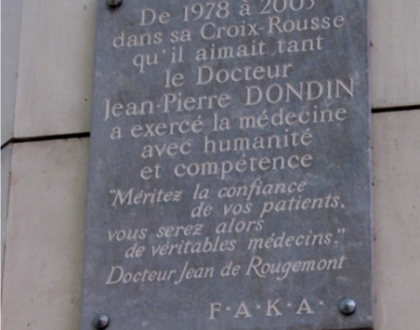 De 1978 à 2005
dans sa Croix-Rousse
qu'il aimait tant
le Docteur
Jean-Pierre DONDIN
a exercé la médecine
avec humanité
et compétence
"Méritez la confiance
de vos patients,
vous serez alors
de véritables médecins."
Docteur Jean de Rougemont
F·A·K·A·